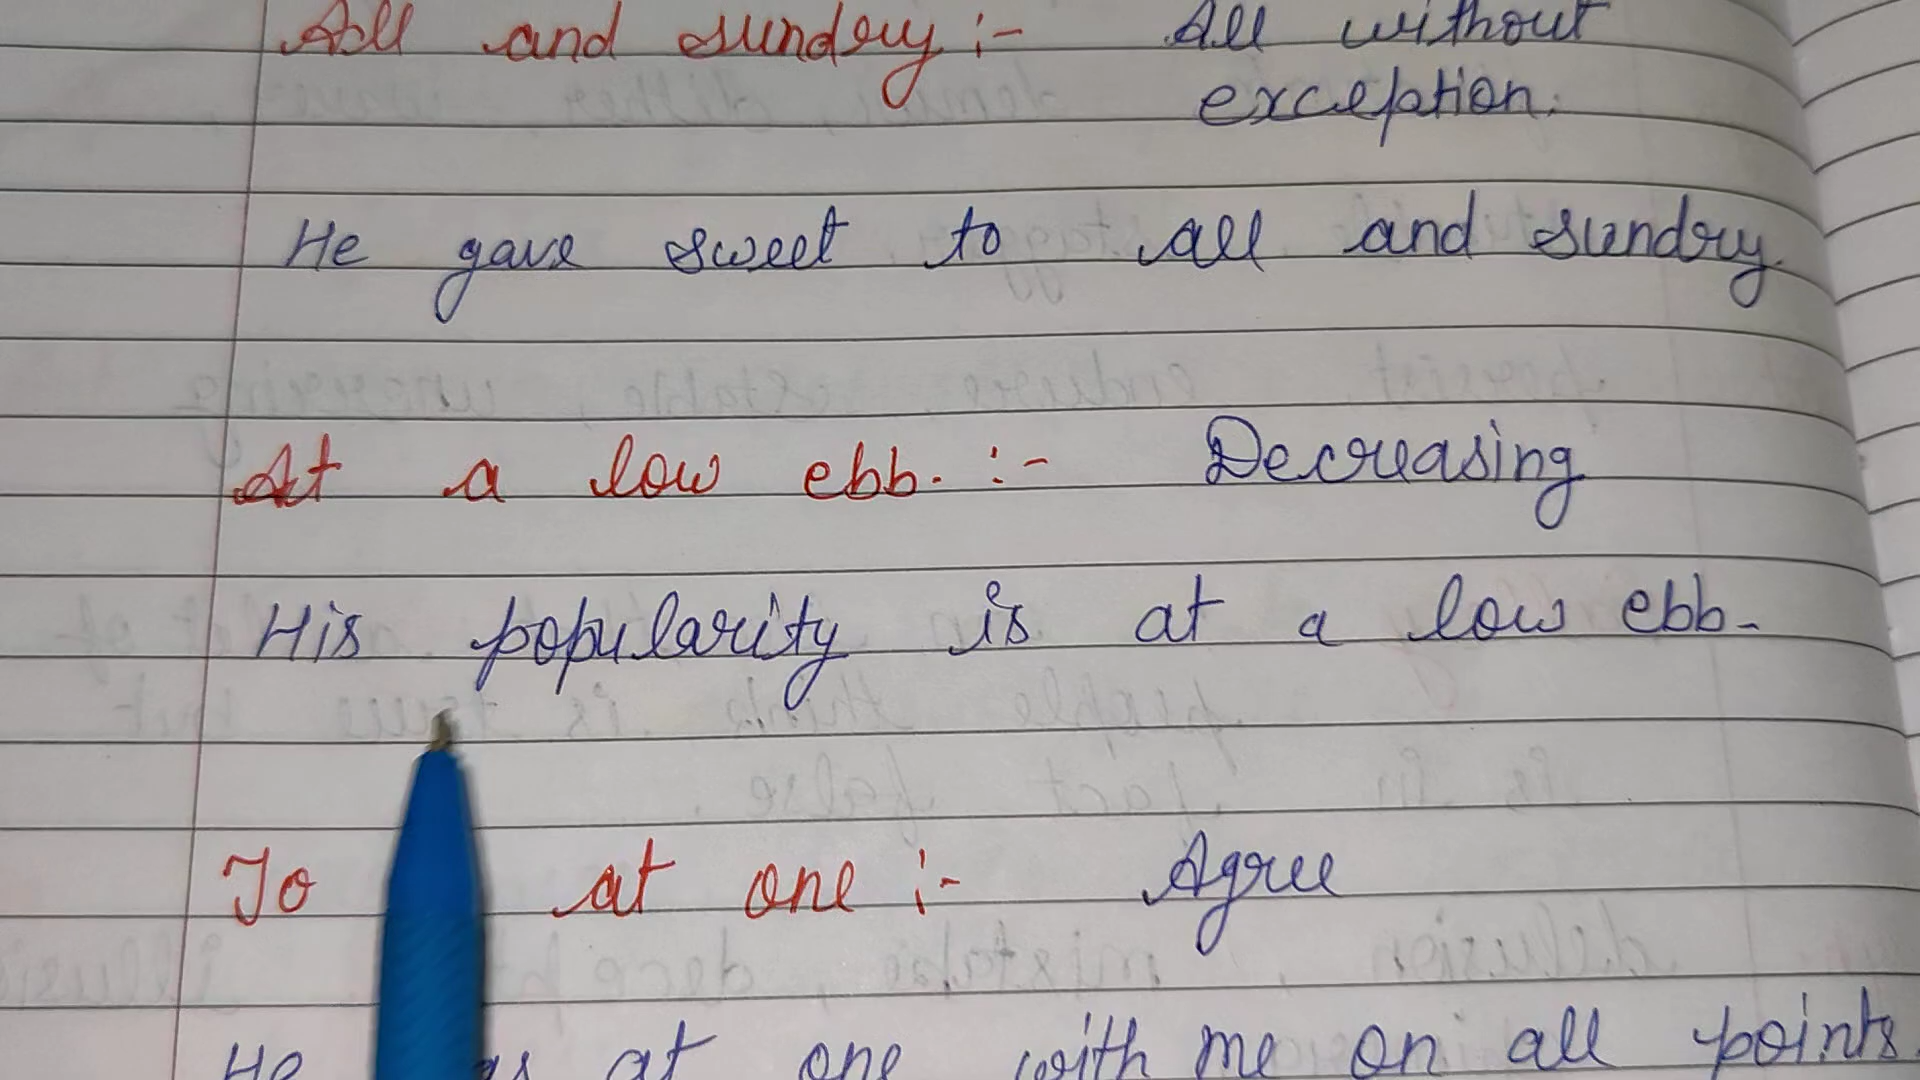 All and sundry :- All without
exception.
He gave sweet to all and sundry.
At a low ebb. :- Decreasing
His popularity is at a low ebb.
To at one :- Agree
He at one with me on all points.